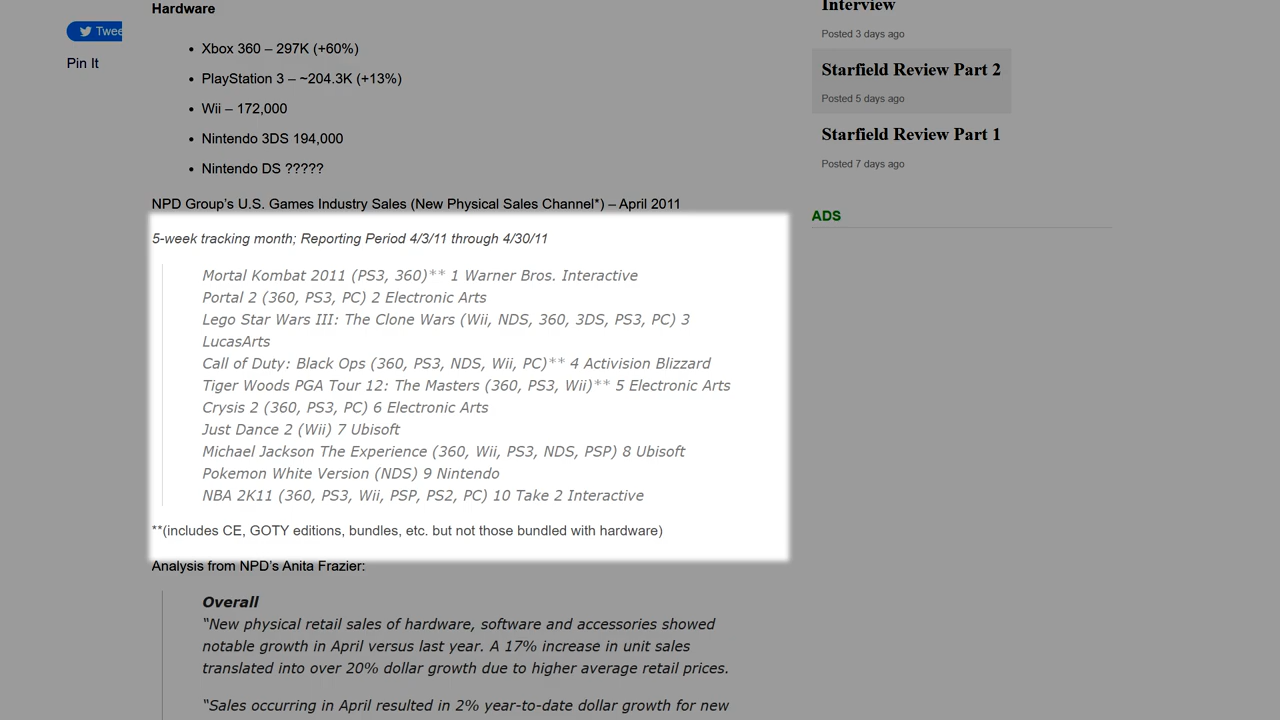 Hardware
Twee
Pin It
• Xbox 360 – 297K (+60%)
• PlayStation 3 – ~204.3K (+13%)
• Wii – 172,000
• Nintendo 3DS 194,000
• Nintendo DS ?????
NPD Group’s U.S. Games Industry Sales (New Physical Sales Channel*) – April 2011
5-week tracking month; Reporting Period 4/3/11 through 4/30/11
Mortal Kombat 2011 (PS3, 360)** 1 Warner Bros. Interactive
Portal 2 (360, PS3, PC) 2 Electronic Arts
Lego Star Wars III: The Clone Wars (Wii, NDS, 360, 3DS, PS3, PC) 3
LucasArts
Call of Duty: Black Ops (360, PS3, NDS, Wii, PC)** 4 Activision Blizzard
Tiger Woods PGA Tour 12: The Masters (360, PS3, Wii)** 5 Electronic Arts
Crysis 2 (360, PS3, PC) 6 Electronic Arts
Just Dance 2 (Wii) 7 Ubisoft
Michael Jackson The Experience (360, Wii, PS3, NDS, PSP) 8 Ubisoft
Pokemon White Version (NDS) 9 Nintendo
NBA 2K11 (360, PS3, Wii, PSP, PS2, PC) 10 Take 2 Interactive
**(includes CE, GOTY editions, bundles, etc. but not those bundled with hardware)
Analysis from NPD’s Anita Frazier:
Overall
“New physical retail sales of hardware, software and accessories showed
notable growth in April versus last year. A 17% increase in unit sales
translated into over 20% dollar growth due to higher average retail prices.
“Sales occurring in April resulted in 2% year-to-date dollar growth for new
Interview
Posted 3 days ago
Starfield Review Part 2
Posted 5 days ago
Starfield Review Part 1
Posted 7 days ago
ADS